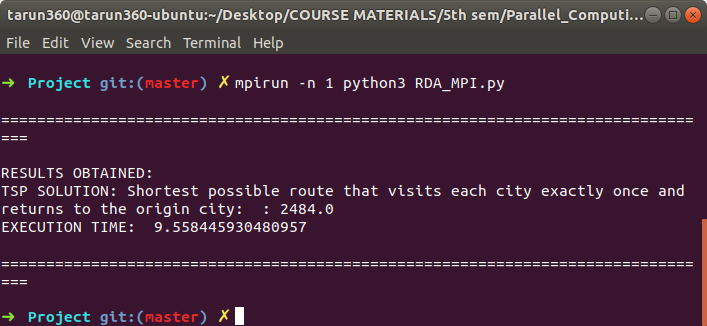 tarun360@tarun360-ubuntu:~/Desktop/COURSE MATERIALS/5th sem/Parallel_Computi...
File Edit View Search Terminal Help
➜ Project git:(master) ✗ mpirun -n 1 python3 RDA_MPI.py
=============================================================================
===
RESULTS OBTAINED:
TSP SOLUTION: Shortest possible route that visits each city exactly once and
returns to the origin city:  : 2484.0
EXECUTION TIME:  9.558445930480957
=============================================================================
===
➜ Project git:(master) ✗